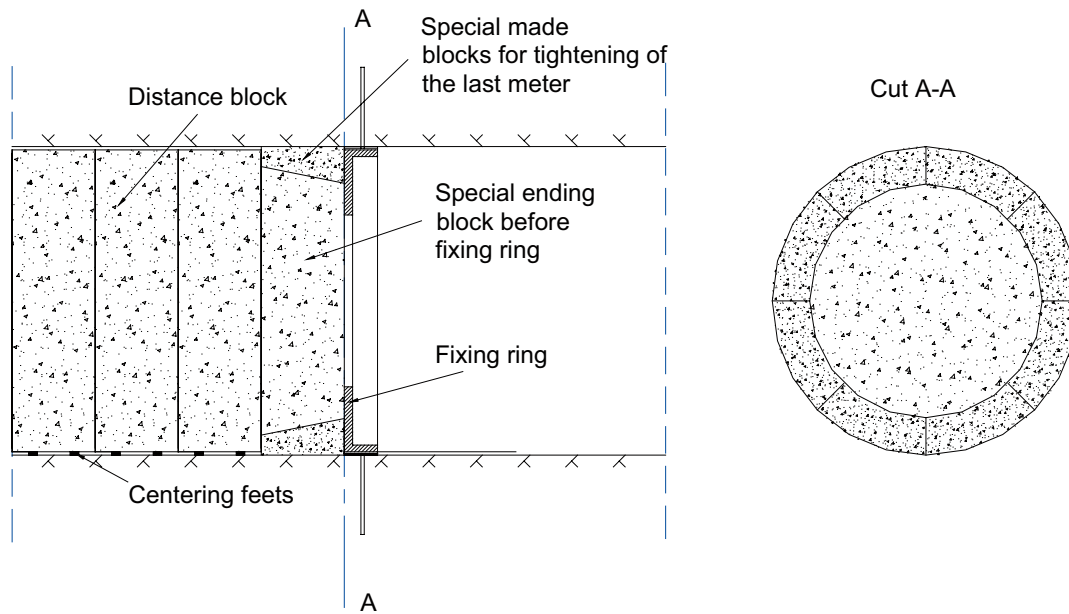 A
Special made
blocks for tightening of
the last meter
Cut A-A
Distance block
Special ending
block before
fixing ring
Fixing ring
Centering feets
A